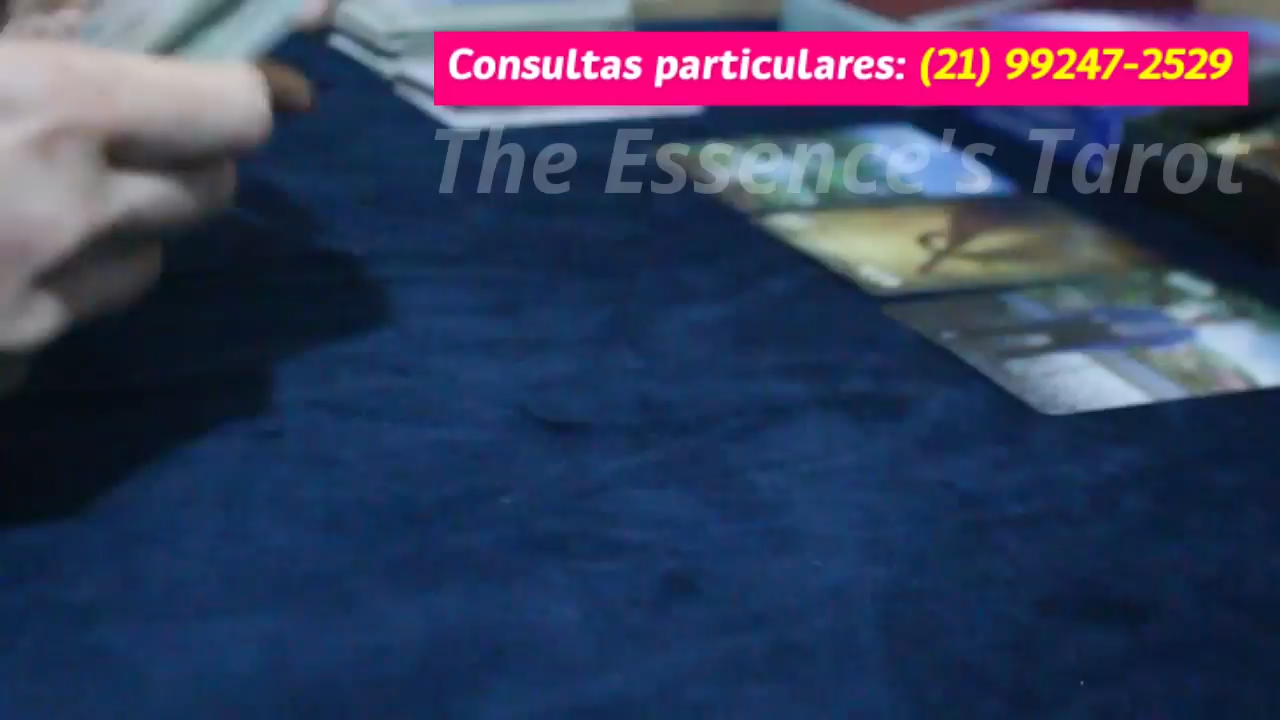 Consultas particulares: (21) 99247-2529
The Essence's Tarot